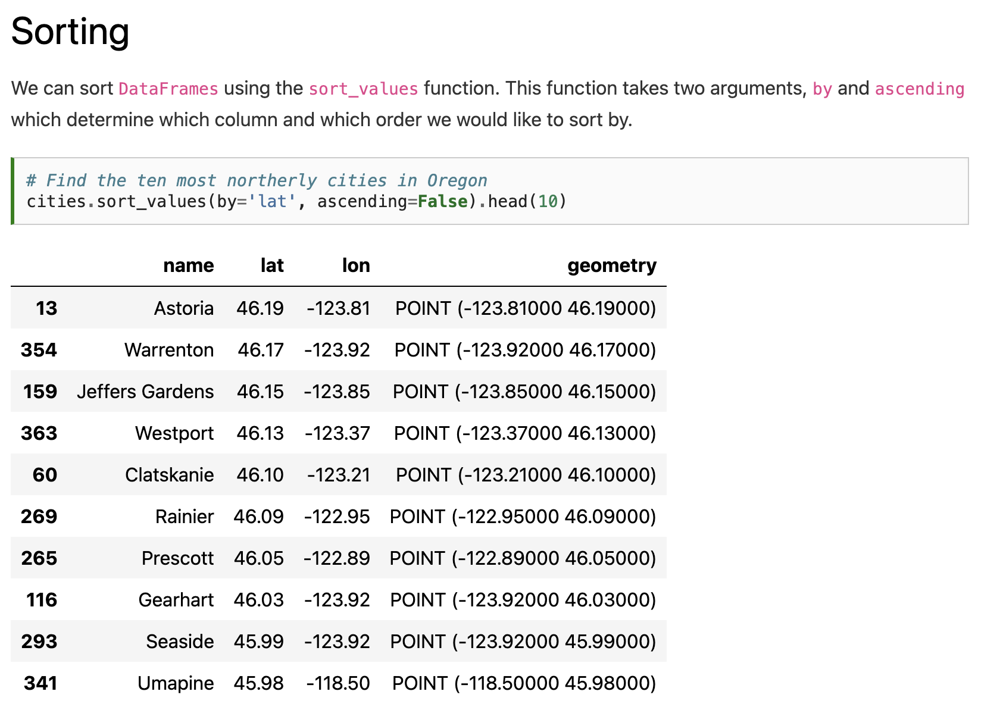 Sorting
We can sort DataFrames using the sort_values function. This function takes two arguments, by and ascending
which determine which column and which order we would like to sort by.
# Find the ten most northerly cities in Oregon
cities.sort_values(by='lat', ascending=False).head(10)
name lat lon geometry
13 Astoria 46.19 -123.81 POINT (-123.81000 46.19000)
354 Warrenton 46.17 -123.92 POINT (-123.92000 46.17000)
159 Jeffers Gardens 46.15 -123.85 POINT (-123.85000 46.15000)
363 Westport 46.13 -123.37 POINT (-123.37000 46.13000)
60 Clatskanie 46.10 -123.21 POINT (-123.21000 46.10000)
269 Rainier 46.09 -122.95 POINT (-122.95000 46.09000)
265 Prescott 46.05 -122.89 POINT (-122.89000 46.05000)
116 Gearhart 46.03 -123.92 POINT (-123.92000 46.03000)
293 Seaside 45.99 -123.92 POINT (-123.92000 45.99000)
341 Umapine 45.98 -118.50 POINT (-118.50000 45.98000)